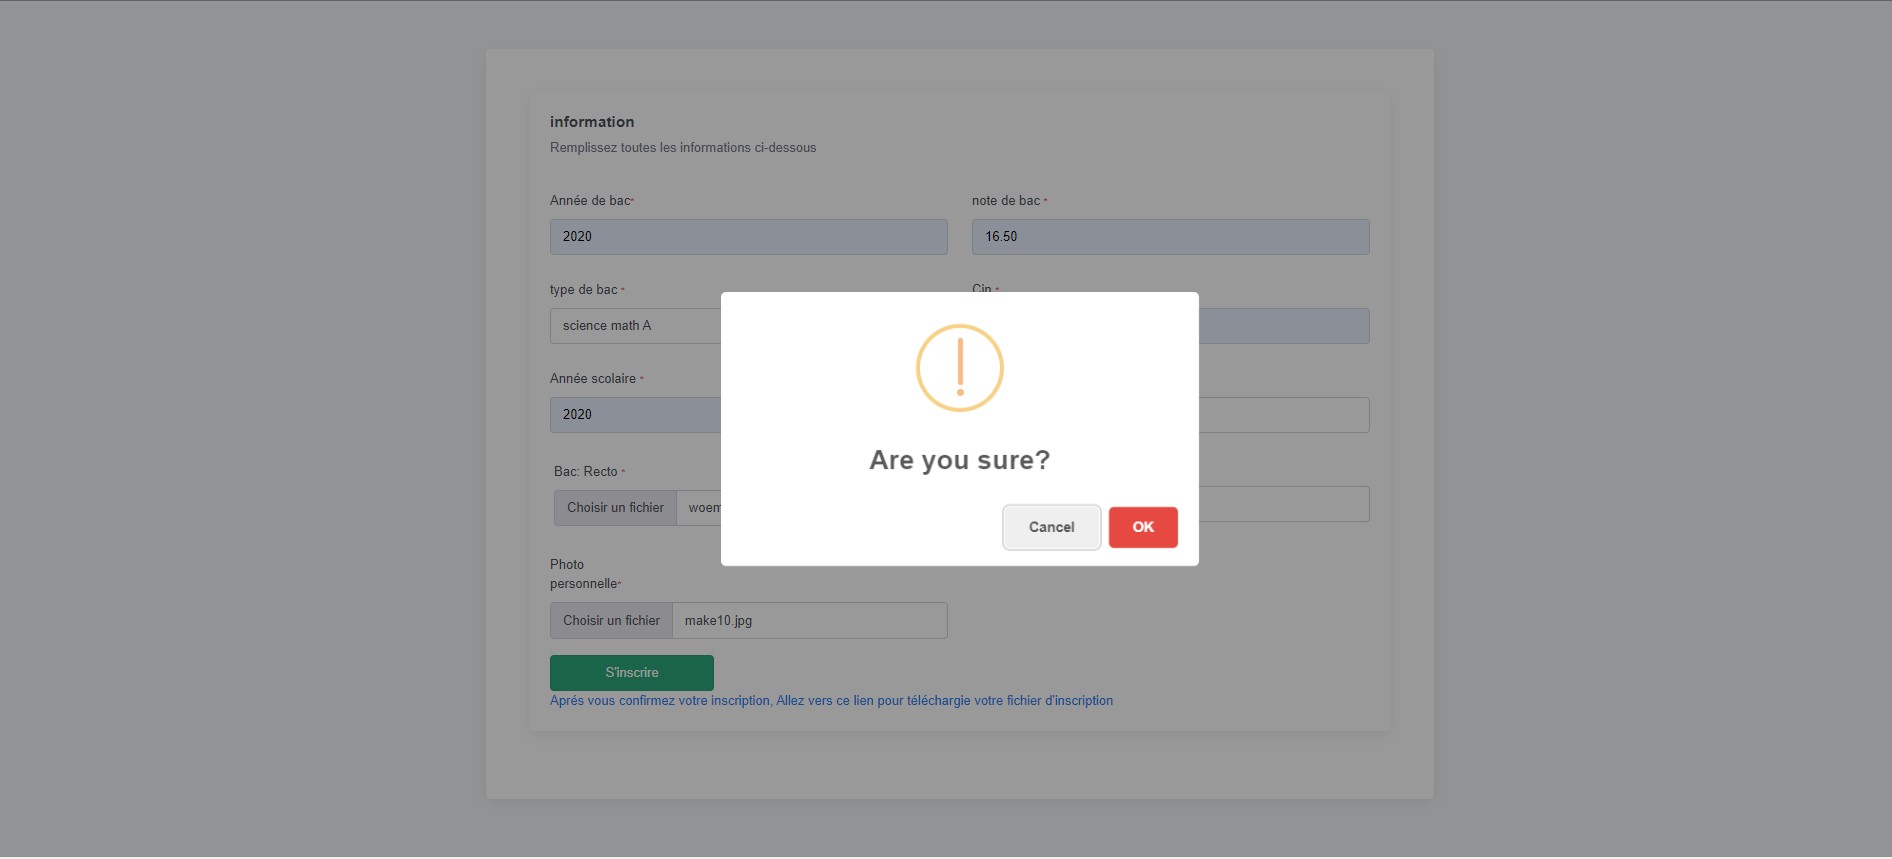 information
Remplissez toutes les informations ci-dessous
Année de bac*
note de bac *
2020
16.50
type de bac *
Cin *
science math A
Année scolaire *
2020
Are you sure?
Bac: Recto *
Choisir un fichier
Cancel
OK
Photo
personnelle*
Choisir un fichier
make10.jpg
S'inscrire
Aprés vous confirmez votre inscription, Allez vers ce lien pour téléchargie votre fichier d'inscription